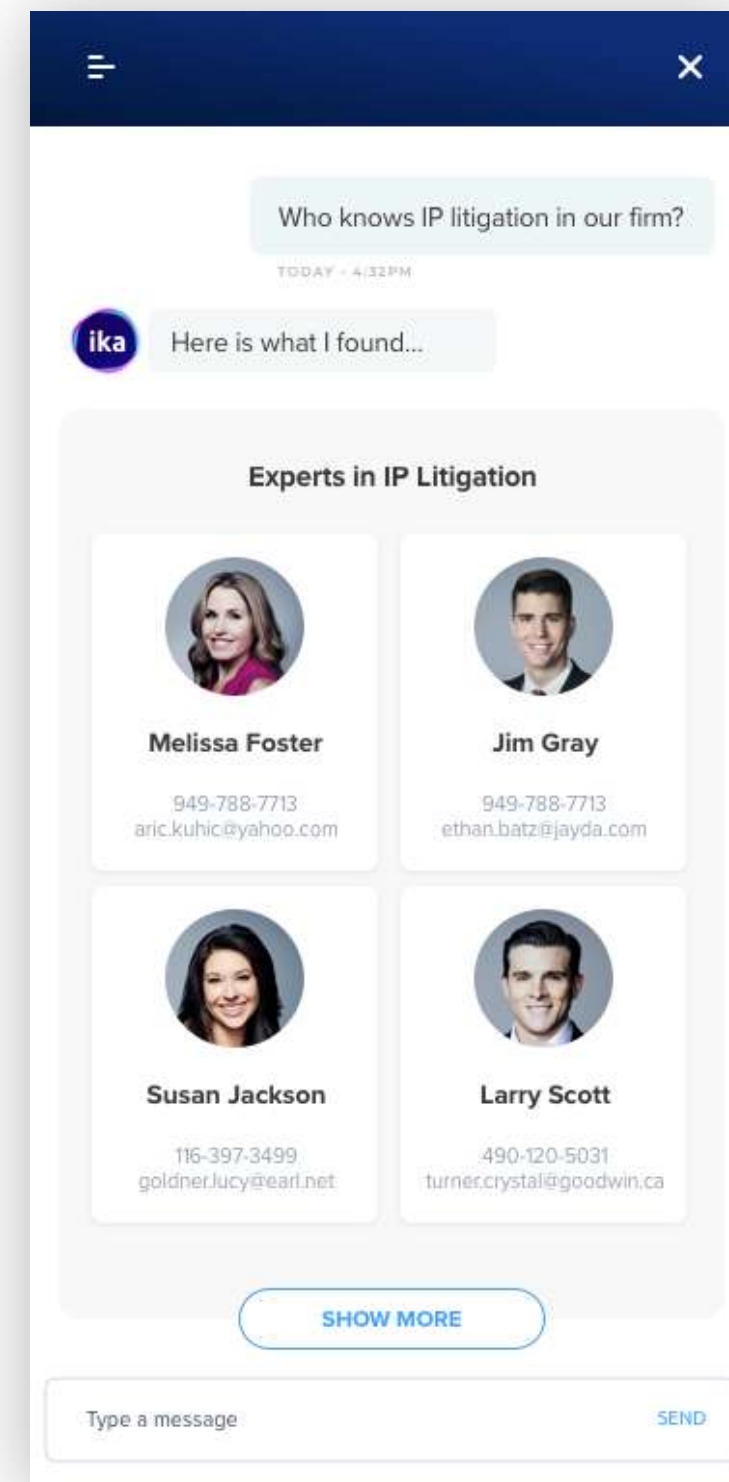 Who knows IP litigation in our firm?
TODAY - 4:32PM
ika
Here is what I found...
Experts in IP Litigation
Melissa Foster
949-788-7713
aric.kuhic@yahoo.com
Jim Gray
949-788-7713
ethan.batz@jayda.com
Susan Jackson
116-397-3499
goldner.lucy@earl.net
Larry Scott
490-120-5031
turner.crystal@goodwin.ca
SHOW MORE
Type a message
SEND